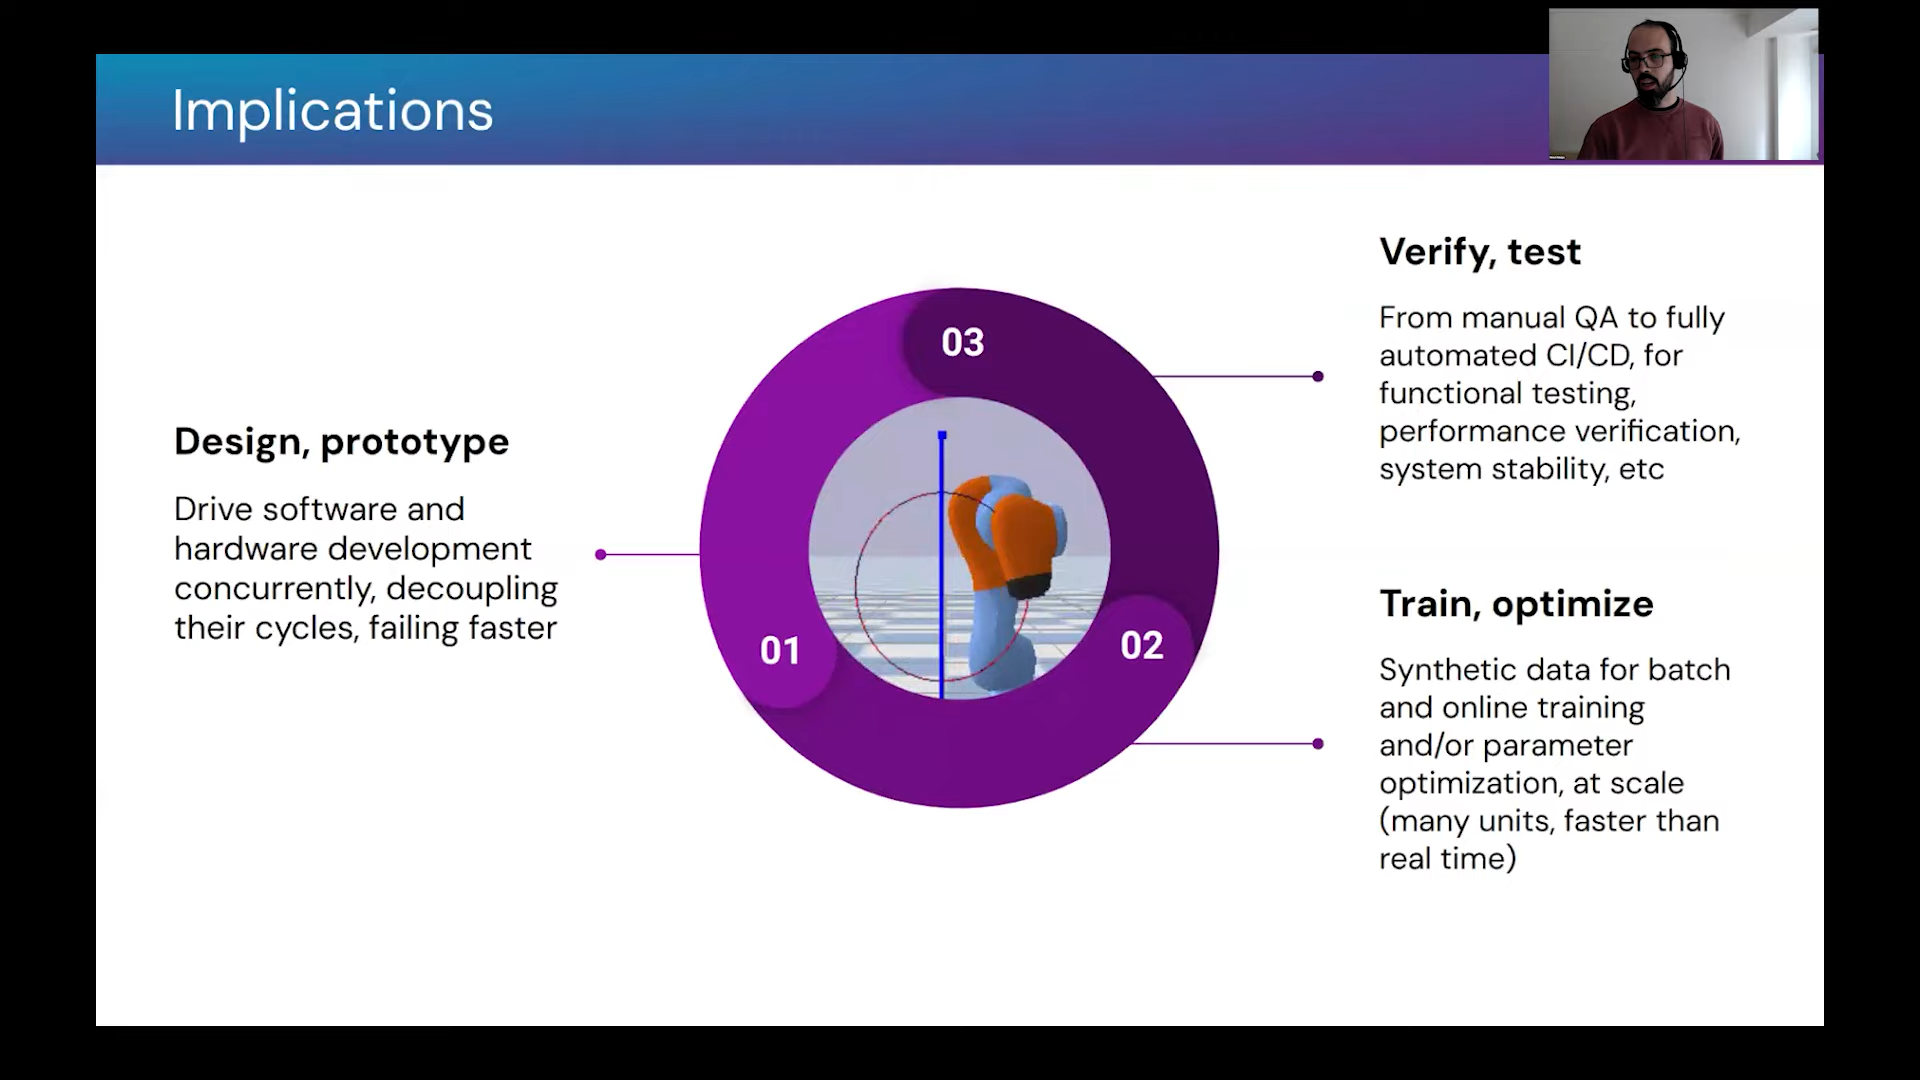 Implications
Design, prototype
Drive software and
hardware development
concurrently, decoupling
their cycles, failing faster
01
02
03
Verify, test
From manual QA to fully
automated CI/CD, for
functional testing,
performance verification,
system stability, etc
Train, optimize
Synthetic data for batch
and online training
and/or parameter
optimization, at scale
(many units, faster than
real time)